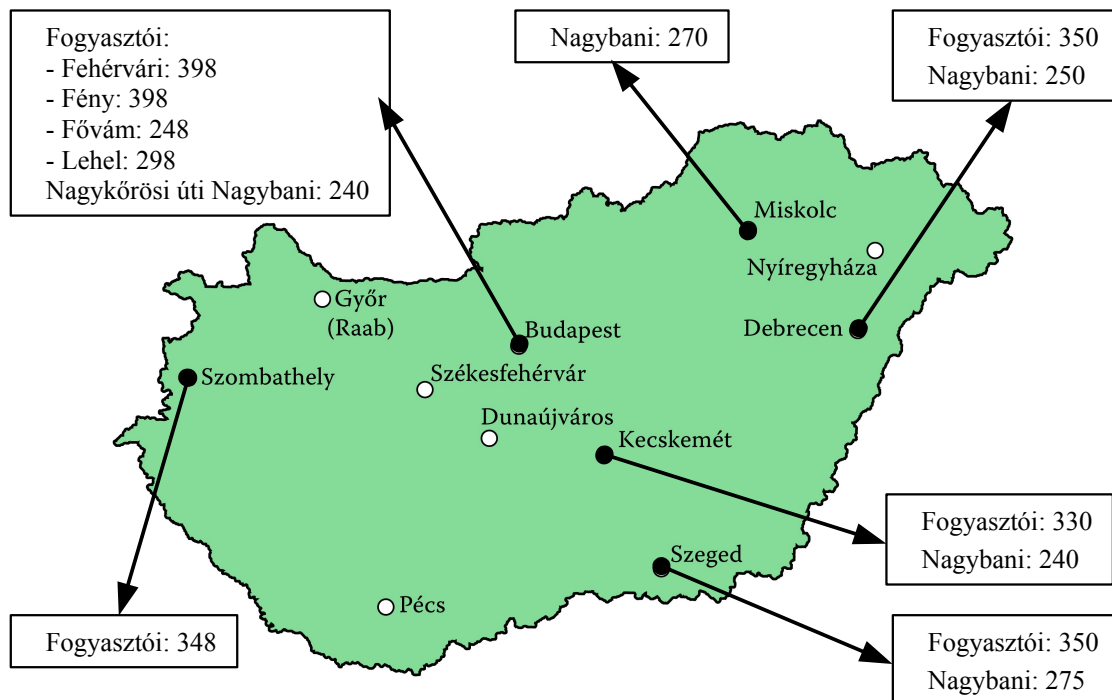 Fogyasztói:
- Fehérvári: 398
- Fény: 398
- Fővám: 248
- Lehel: 298
Nagykőrösi úti Nagybani: 240
Nagybani: 270
Fogyasztói: 350
Nagybani: 250
Miskolc
Nyíregyháza
Győr
(Raab)
Budapest
Debrecen
Szombathely
Székesfehérvár
Dunaújváros
Kecskemét
Fogyasztói: 330
Nagybani: 240
Szeged
Pécs
Fogyasztói: 348
Fogyasztói: 350
Nagybani: 275